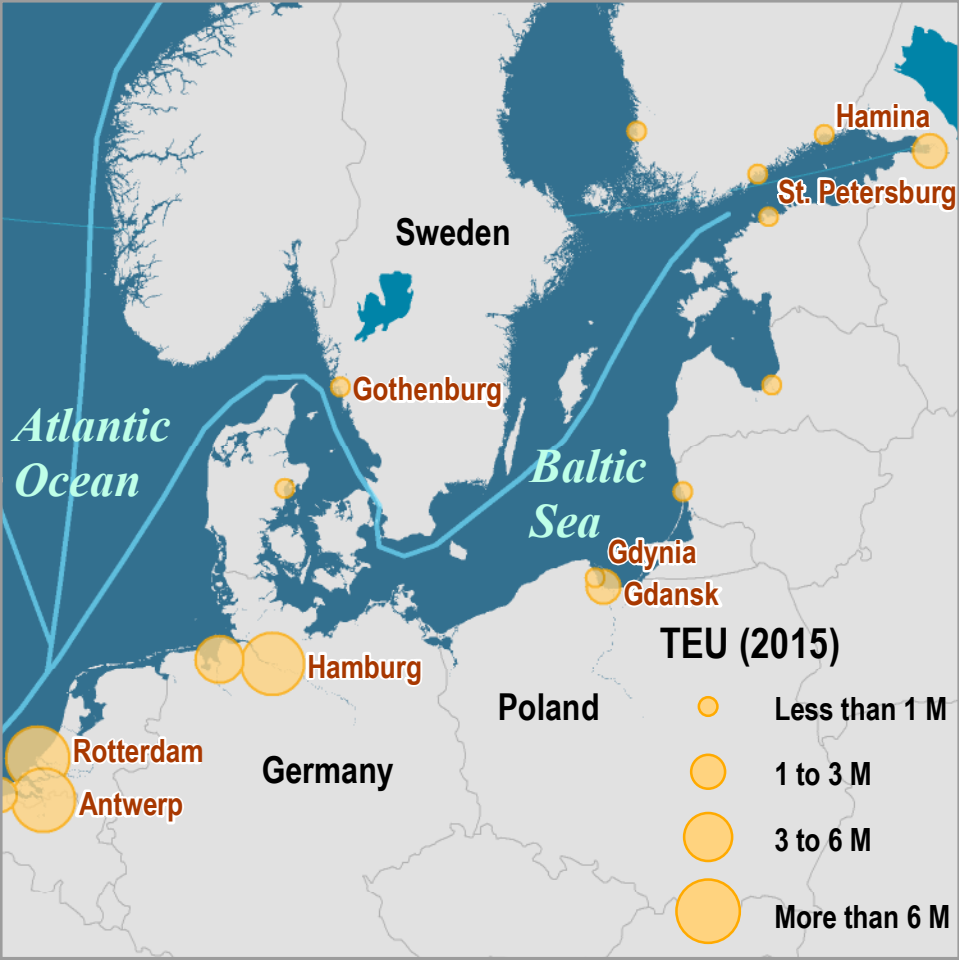 Hamina
St. Petersburg
Sweden
Gothenburg
Atlantic
Ocean
Baltic
Sea
Gdynia
Gdansk
TEU (2015)
Hamburg
Poland
Less than 1 M
Rotterdam
Germany
1 to 3 M
Antwerp
3 to 6 M
More than 6 M